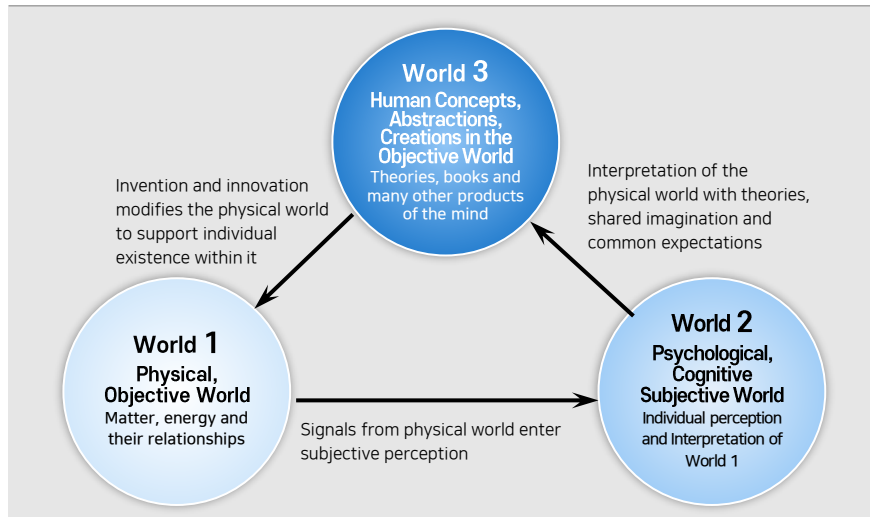 World 3
Human Concepts,
Abstractions,
Creations in the
Objective World
Theories, books and
many other products
of the mind
Invention and innovation
modifies the physical world
to support individual
existence within it
Interpretation of the
physical world with theories,
shared imagination and
common expectations
World 1
Physical,
Objective World
Matter, energy and
their relationships
Signals from physical world enter
subjective perception
World 2
Psychological,
Cognitive
Subjective World
Individual perception
and Interpretation of
World 1